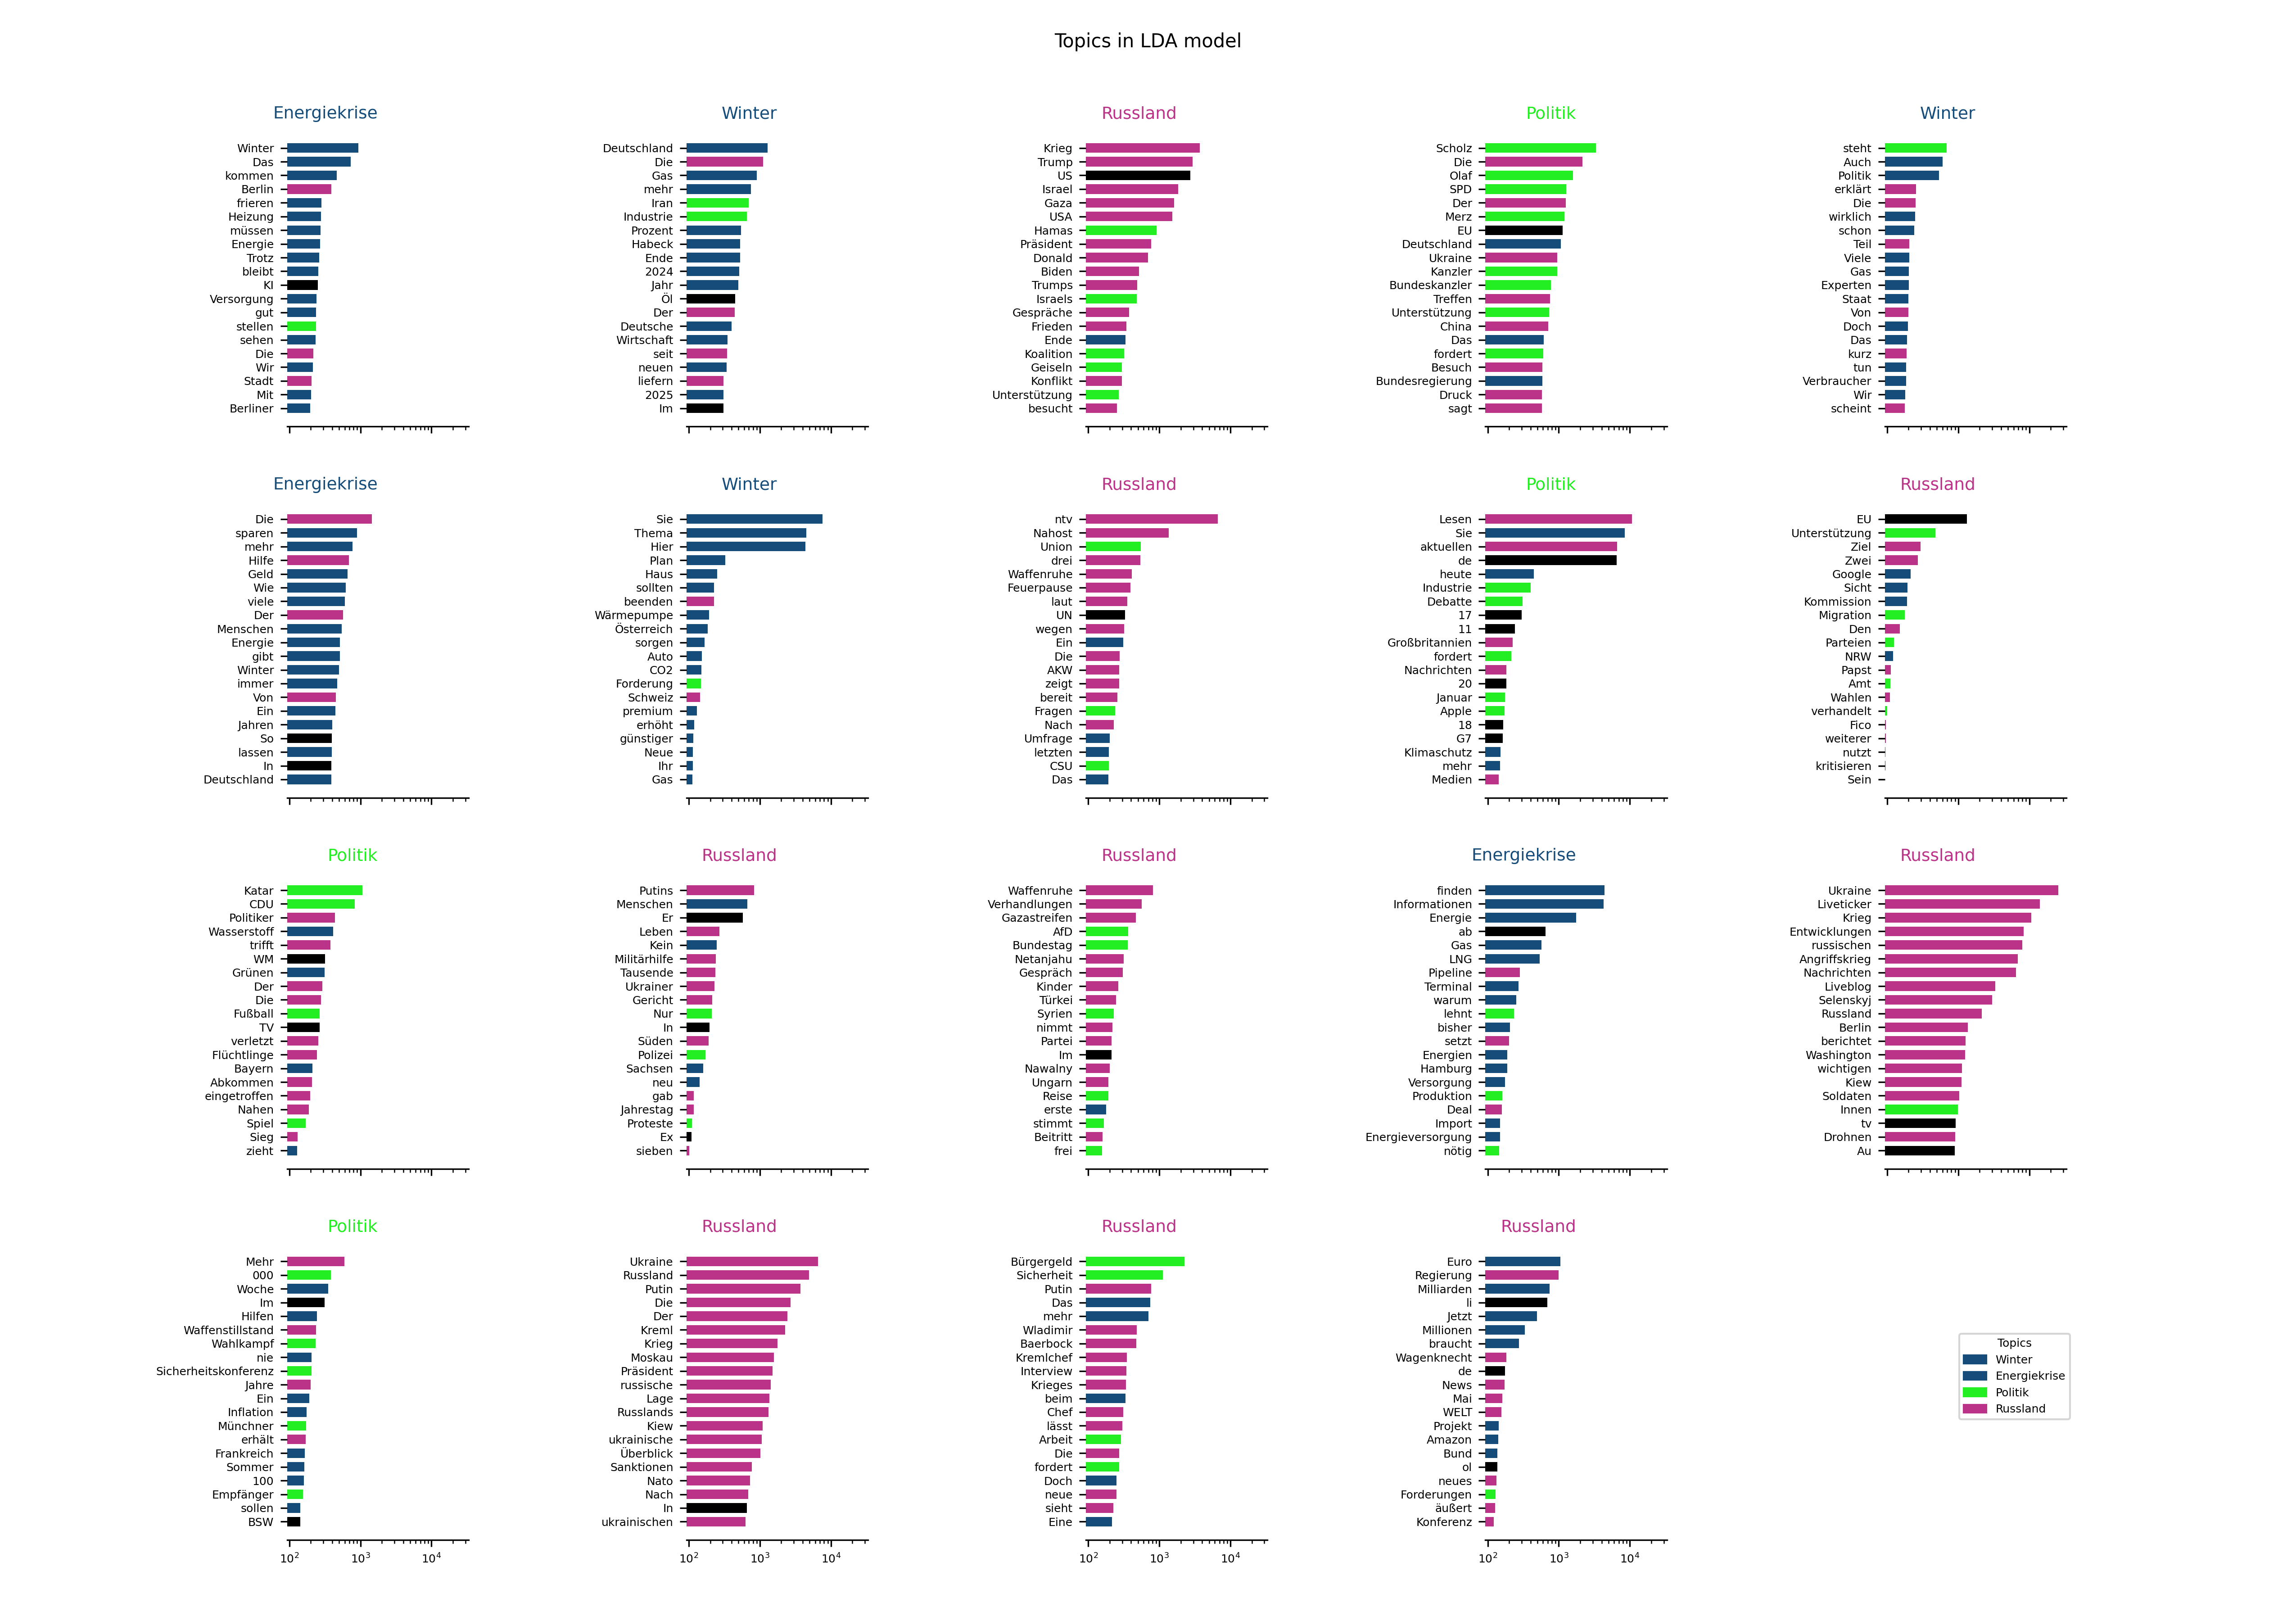 Topics in LDA model
Energiekrise
Winter
Das
kommen
Berlin
frieren
Heizung
müssen
Energie
Trotz
bleibt
KI
Versorgung
gut
stellen
sehen
Die
Wir
Stadt
Mit
Berliner
Winter
Deutschland
Die
Gas
mehr
Iran
Industrie
Prozent
Habeck
Ende
2024
Jahr
Öl
Der
Deutsche
Wirtschaft
seit
neuen
liefern
2025
Im
Russland
Krieg
Trump
US
Israel
Gaza
USA
Hamas
Präsident
Donald
Biden
Trumps
Israels
Gespräche
Frieden
Ende
Koalition
Geiseln
Konflikt
Unterstützung
besucht
Politik
Scholz
Die
Olaf
SPD
Der
Merz
EU
Deutschland
Ukraine
Kanzler
Bundeskanzler
Treffen
Unterstützung
China
Das
fordert
Besuch
Bundesregierung
Druck
sagt
Winter
steht
Auch
Politik
erklärt
Die
wirklich
schon
Teil
Viele
Gas
Experten
Staat
Von
Doch
Das
kurz
tun
Verbraucher
Wir
scheint
Energiekrise
Die
sparen
mehr
Hilfe
Geld
Wie
viele
Der
Menschen
Energie
gibt
Winter
immer
Von
Ein
Jahren
So
lassen
In
Deutschland
Winter
Sie
Thema
Hier
Plan
Haus
sollten
beenden
Wärmepumpe
Österreich
sorgen
Auto
CO2
Forderung
Schweiz
premium
erhöht
günstiger
Neue
Ihr
Gas
Russland
ntv
Nahost
Union
drei
Waffenruhe
Feuerpause
laut
UN
wegen
Ein
Die
AKW
zeigt
bereit
Fragen
Nach
Umfrage
letzten
CSU
Das
Politik
Lesen
Sie
aktuellen
de
heute
Industrie
Debatte
17
11
Großbritannien
fordert
Nachrichten
20
Januar
Apple
18
G7
Klimaschutz
mehr
Medien
Russland
EU
Unterstützung
Ziel
Zwei
Google
Sicht
Kommission
Migration
Den
Parteien
NRW
Papst
Amt
Wahlen
verhandelt
Fico
weiterer
nutzt
kritisieren
Sein
Politik
Katar
CDU
Politiker
Wasserstoff
trifft
WM
Grünen
Der
Die
Fußball
TV
verletzt
Flüchtlinge
Bayern
Abkommen
eingetroffen
Nahen
Spiel
Sieg
zieht
Russland
Putins
Menschen
Er
Leben
Kein
Militärhilfe
Tausende
Ukrainer
Gericht
Nur
In
Süden
Polizei
Sachsen
neu
gab
Jahrestag
Proteste
Ex
sieben
Russland
Waffenruhe
Verhandlungen
Gazastreifen
AfD
Bundestag
Netanjahu
Gespräch
Kinder
Türkei
Syrien
nimmt
Partei
Im
Nawalny
Ungarn
Reise
erste
stimmt
Beitritt
frei
Energiekrise
finden
Informationen
Energie
ab
Gas
LNG
Pipeline
Terminal
warum
lehnt
bisher
setzt
Energien
Hamburg
Versorgung
Produktion
Deal
Import
Energieversorgung
nötig
Russland
Ukraine
Liveticker
Krieg
Entwicklungen
russischen
Angriffskrieg
Nachrichten
Liveblog
Selenskyj
Russland
Berlin
berichtet
Washington
wichtigen
Kiew
Soldaten
Innen
tv
Drohnen
Au
Politik
Mehr
000
Woche
Im
Hilfen
Waffenstillstand
Wahlkampf
nie
Sicherheitskonferenz
Jahre
Ein
Inflation
Münchner
erhält
Frankreich
Sommer
100
Empfänger
sollen
BSW
10² 10³ 10⁴
Russland
Ukraine
Russland
Putin
Die
Der
Kreml
Krieg
Moskau
Präsident
russische
Lage
Russlands
Kiew
ukrainische
Überblick
Sanktionen
Nato
Nach
In
ukrainischen
10² 10³ 10⁴
Russland
Bürgergeld
Sicherheit
Putin
Das
mehr
Wladimir
Baerbock
Kremlchef
Interview
Krieges
beim
Chef
lässt
Arbeit
Die
fordert
Doch
neue
sieht
Eine
10² 10³ 10⁴
Russland
Euro
Regierung
Milliarden
li
Jetzt
Millionen
braucht
Wagenknecht
de
News
Mai
WELT
Projekt
Amazon
Bund
ol
neues
Forderungen
äußert
Konferenz
10² 10³ 10⁴
Topics
Winter
Energiekrise
Politik
Russland